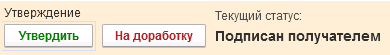 Утверждение
Утвердить
На доработку
Текущий статус:
Подписан получателем